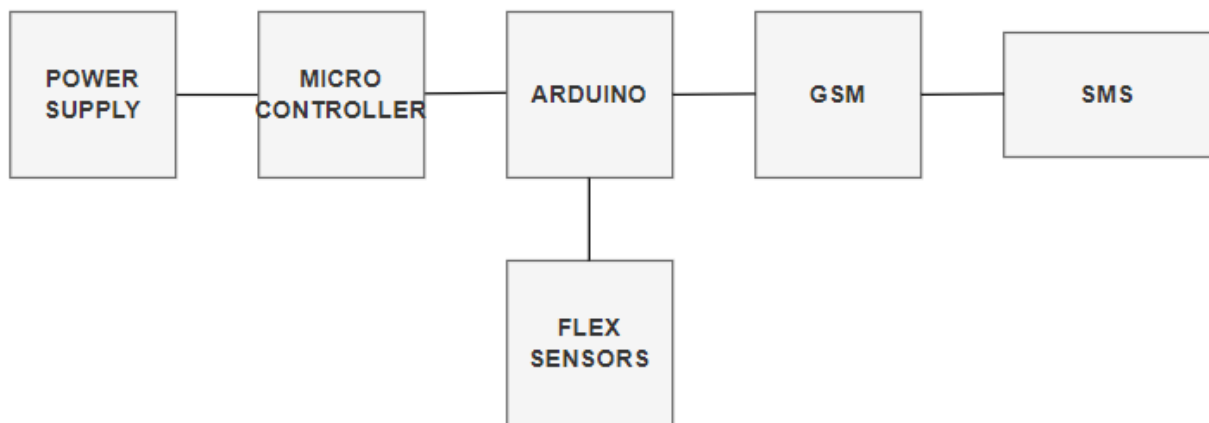 POWER
SUPPLY
MICRO
CONTROLLER
ARDUINO
GSM
SMS
FLEX
SENSORS